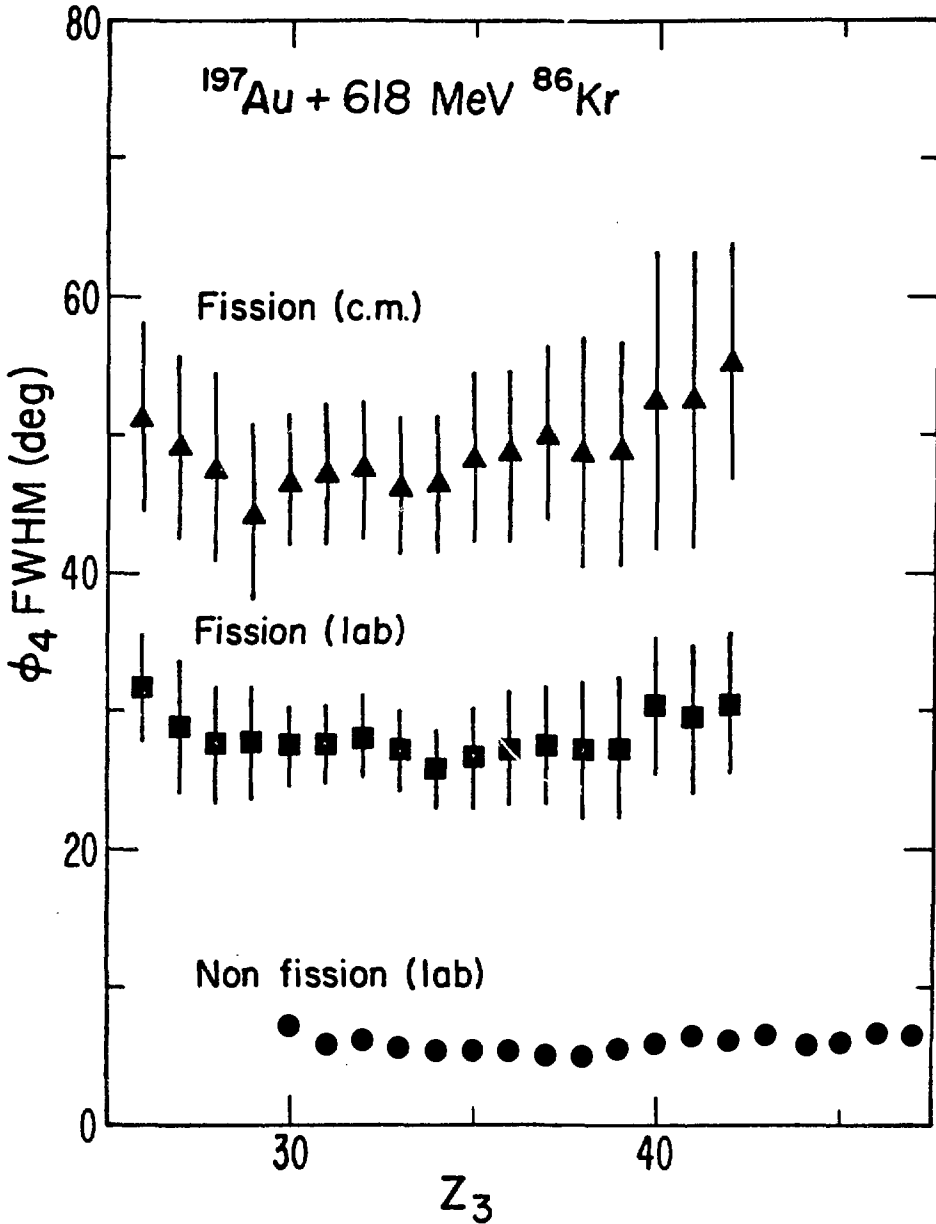 80
¹⁹⁷Au + 618 MeV ⁸⁶Kr
60
Fission (c.m.)
ϕ₄ FWHM (deg)
40
Fission (lab)
20
Non fission (lab)
0
30
40
Z₃